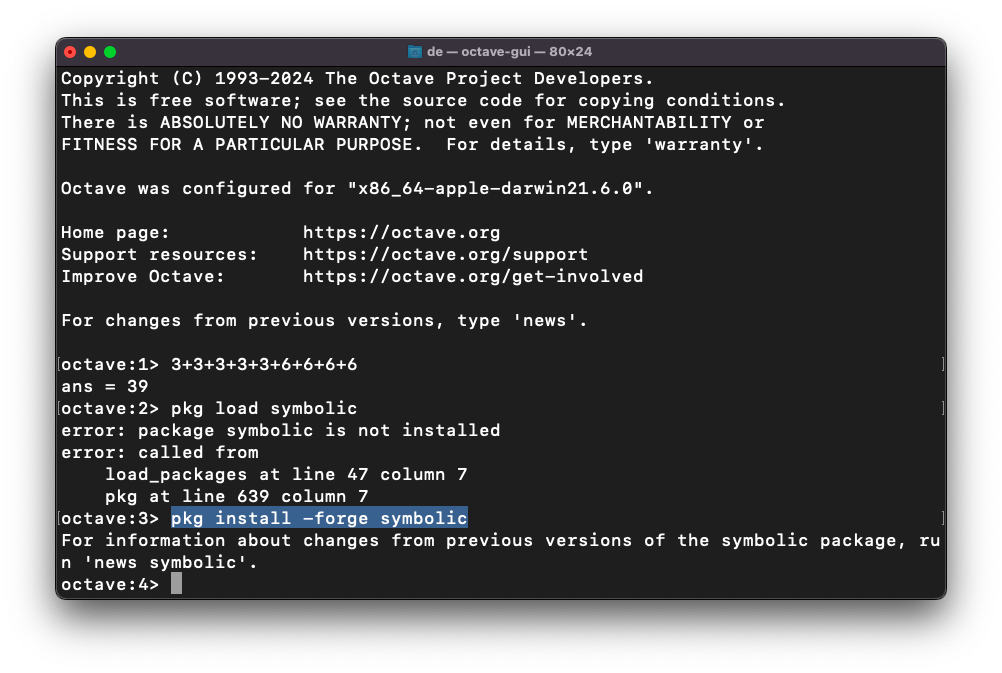 de — octave-gui — 80×24
Copyright (C) 1993-2024 The Octave Project Developers.
This is free software; see the source code for copying conditions.
There is ABSOLUTELY NO WARRANTY; not even for MERCHANTABILITY or
FITNESS FOR A PARTICULAR PURPOSE.  For details, type 'warranty'.

Octave was configured for "x86_64-apple-darwin21.6.0".

Home page:            https://octave.org
Support resources:    https://octave.org/support
Improve Octave:       https://octave.org/get-involved

For changes from previous versions, type 'news'.

[octave:1> 3+3+3+3+3+6+6+6+6 ]
ans = 39
[octave:2> pkg load symbolic ]
error: package symbolic is not installed
error: called from
    load_packages at line 47 column 7
    pkg at line 639 column 7
[octave:3> pkg install -forge symbolic ]
For information about changes from previous versions of the symbolic package, ru
n 'news symbolic'.
octave:4>